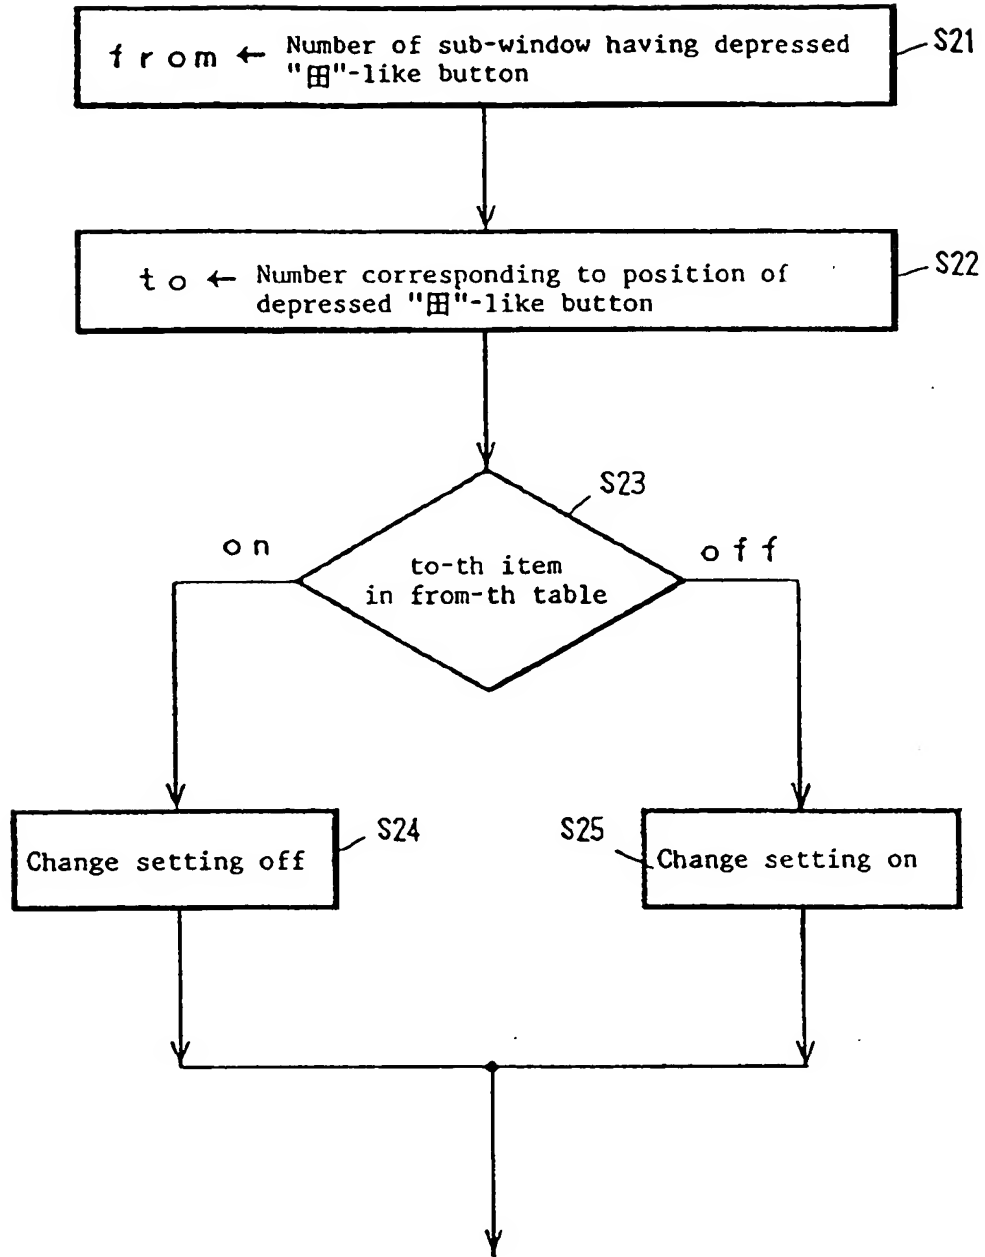 from ← Number of sub-window having depressed
"田"-like button
S21
to ← Number corresponding to position of
depressed "田"-like button
S22
S23
on
off
to-th item
in from-th table
S24
Change setting off
S25
Change setting on